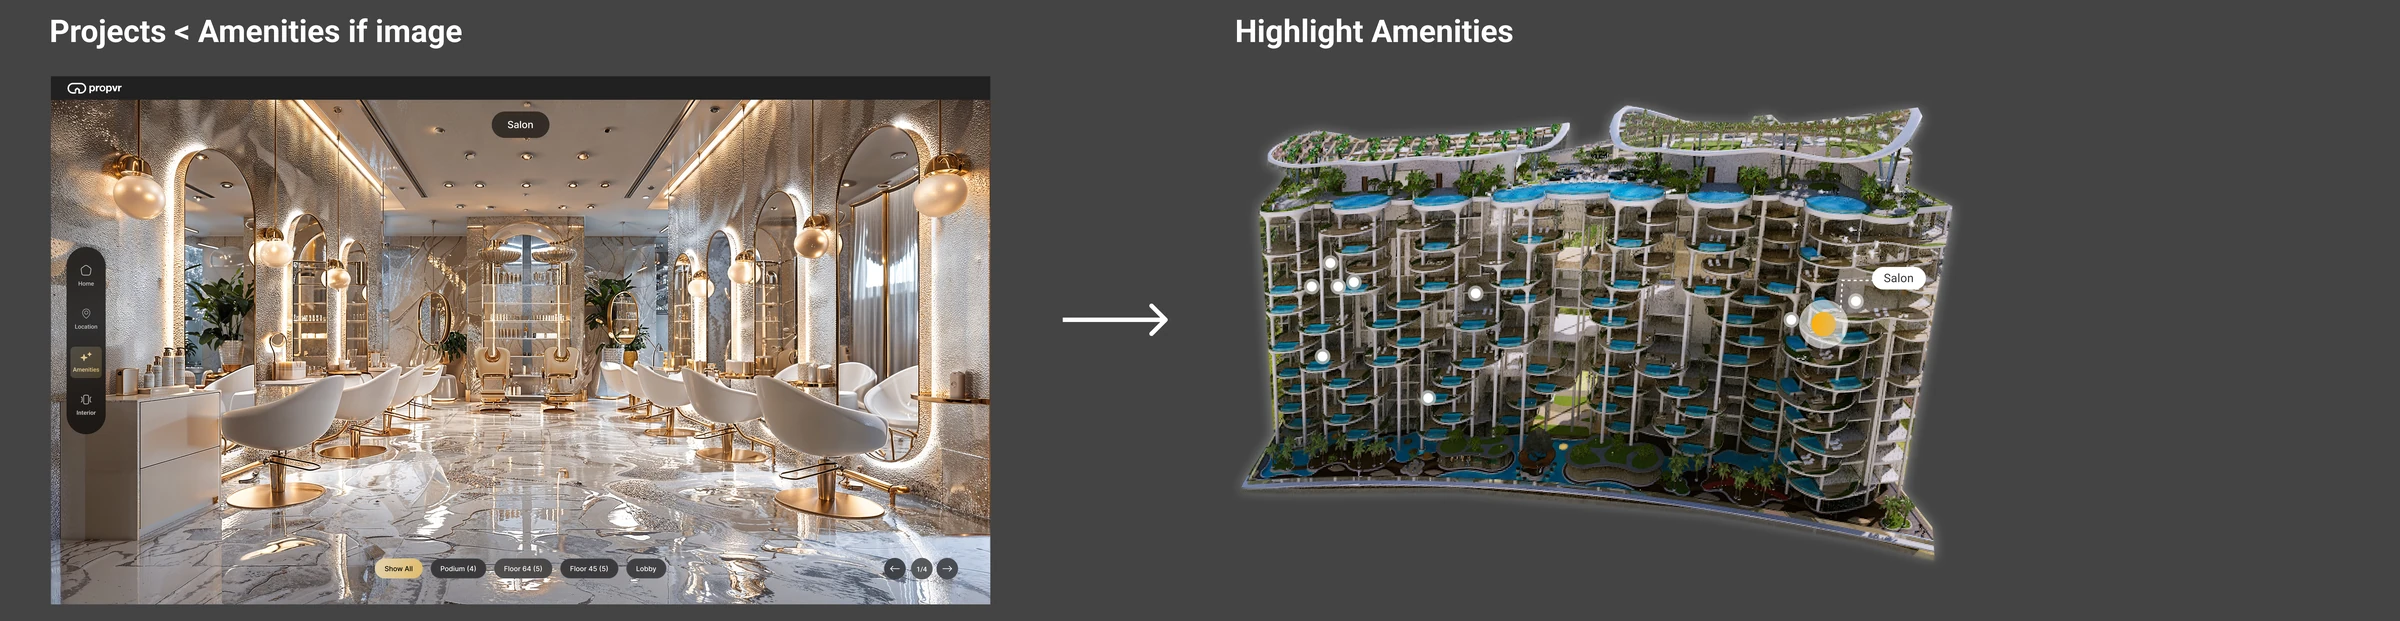 Projects < Amenities if image
Highlight Amenities
propvr
Salon
Home
Location
Amenities
Interior
Show All
Podium (4)
Floor 64 (5)
Floor 45 (5)
Lobby
1/4
Salon